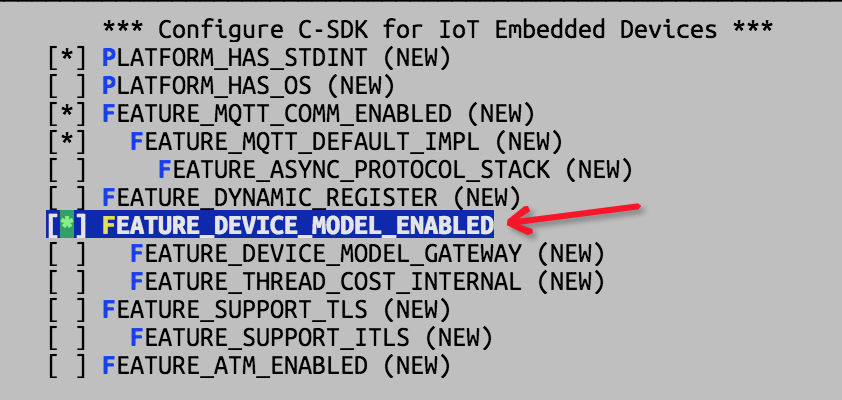 *** Configure C-SDK for IoT Embedded Devices ***
[*] PLATFORM_HAS_STDINT (NEW)
[ ] PLATFORM_HAS_OS (NEW)
[*] FEATURE_MQTT_COMM_ENABLED (NEW)
[*]   FEATURE_MQTT_DEFAULT_IMPL (NEW)
[ ]     FEATURE_ASYNC_PROTOCOL_STACK (NEW)
[ ] FEATURE_DYNAMIC_REGISTER (NEW)
[*] FEATURE_DEVICE_MODEL_ENABLED
[ ]   FEATURE_DEVICE_MODEL_GATEWAY (NEW)
[ ]   FEATURE_THREAD_COST_INTERNAL (NEW)
[ ] FEATURE_SUPPORT_TLS (NEW)
[ ]   FEATURE_SUPPORT_ITLS (NEW)
[ ] FEATURE_ATM_ENABLED (NEW)